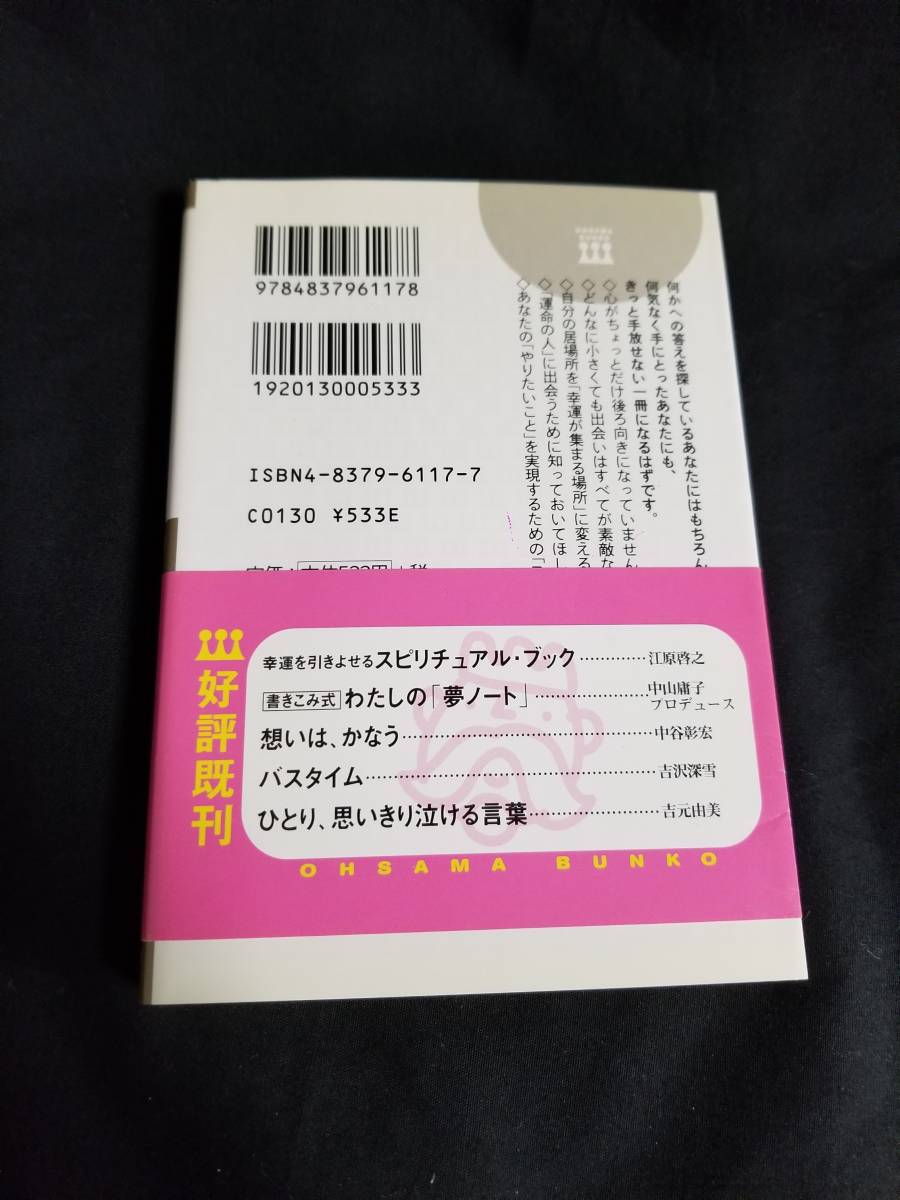 9784837961178
1920130005333
ISBN4-8379-6117-7
C0130 ¥533E
定価:本体533円+税
何かへの答えを探しているあなたにはもちろん
何気なく手にとったあなたにも、
きっと手放せない一冊になるはずです。
◇心がちょっとだけ後ろ向きになっていません
◇どんなに小さくても出会いはすべてが素敵な
◇自分の居場所を「幸運が集まる場所」に変える
◇「運命の人」に出会うために知っておいてほし
◇あなたの「やりたいこと」を実現するための「
好評既刊
幸運を引きよせるスピリチュアル・ブック…………江原啓之
書きこみ式 わたしの「夢ノート」…………中山庸子
プロデュース
想いは、かなう…………中谷彰宏
バスタイム…………吉沢深雪
ひとり、思いきり泣ける言葉…………吉元由美
OHSAMA BUNKO